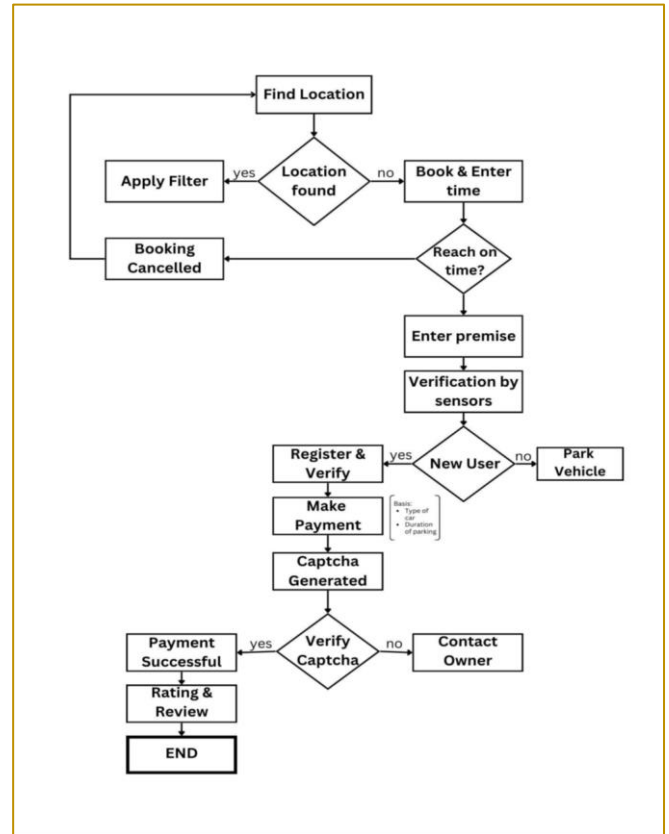 Find Location
Location
found
yes
no
Apply Filter
Book & Enter
time
Booking
Cancelled
Reach on
time?
Enter premise
Verification by
sensors
New User
yes
no
Register &
Verify
Park
Vehicle
Make
Payment
Basis:
• Type of
car
• Duration
of parking
Captcha
Generated
Verify
Captcha
yes
no
Payment
Successful
Contact
Owner
Rating &
Review
END